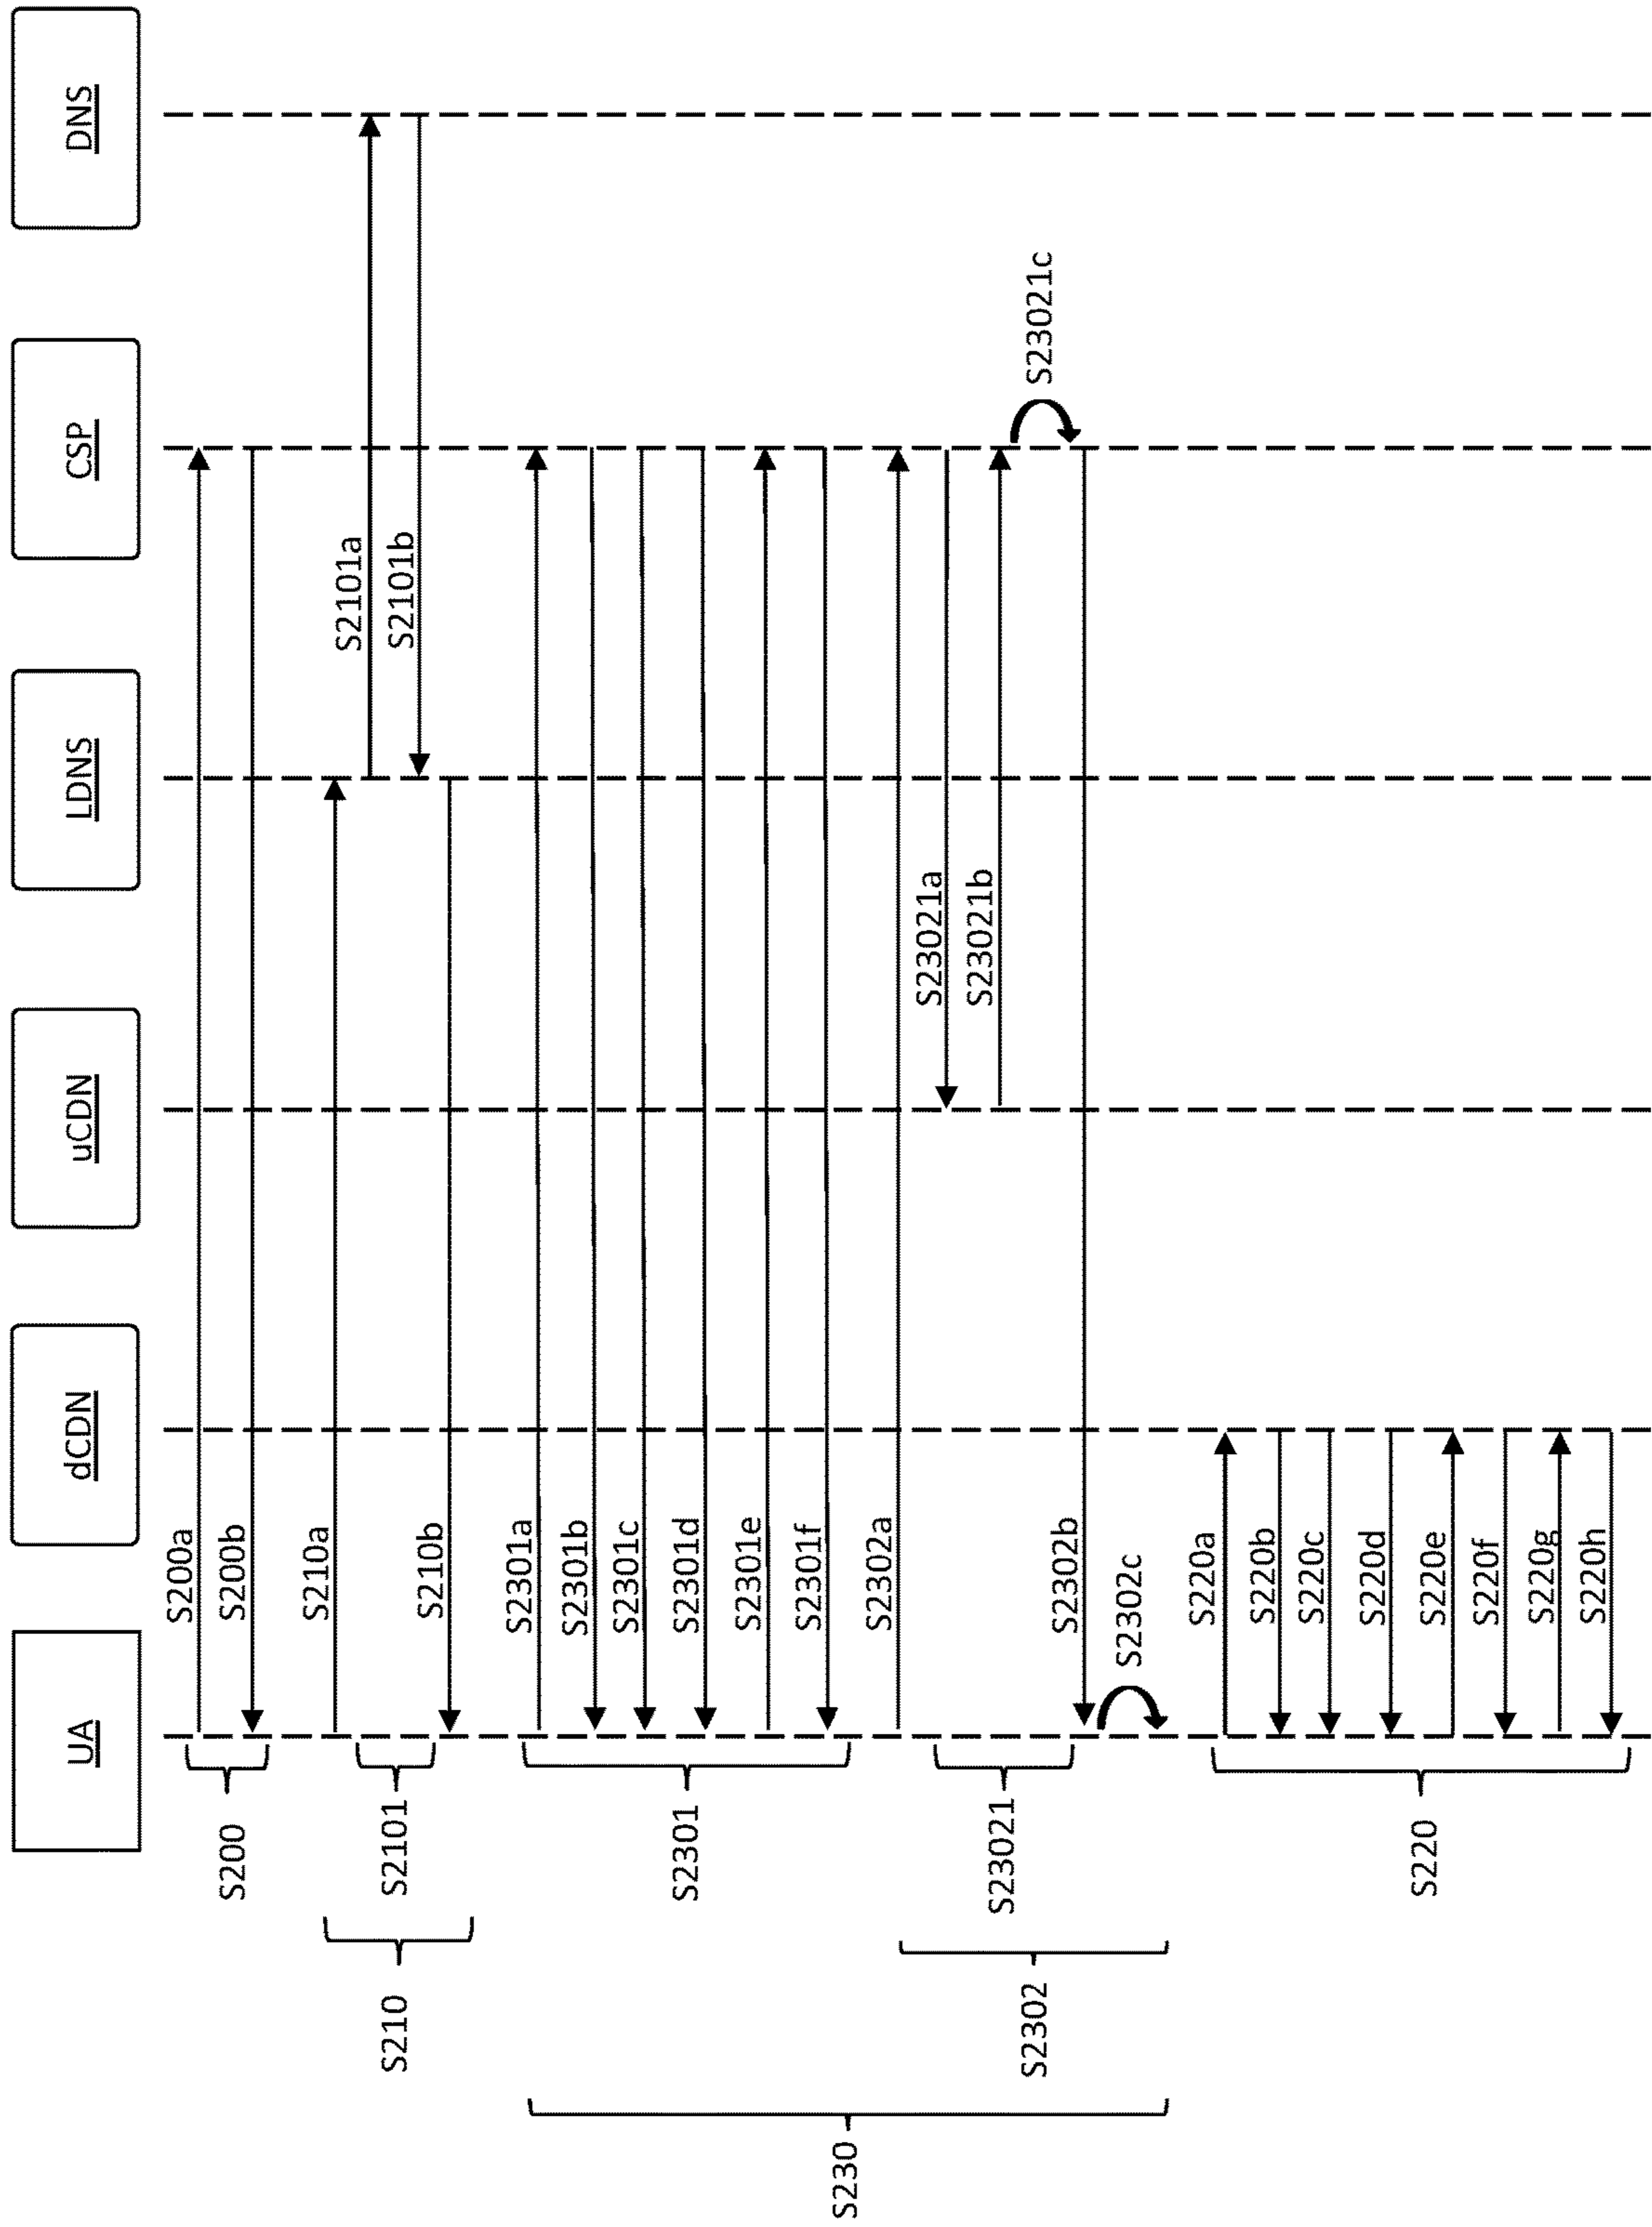 UA
dCDN
uCDN
LDNS
CSP
DNS
S200
S200a
S200b
S210
S210a
S2101
S2101a
S2101b
S210b
S230
S2301
S2301a
S2301b
S2301c
S2301d
S2301e
S2301f
S2302
S2302a
S23021
S23021a
S23021b
S23021c
S2302b
S2302c
S220
S220a
S220b
S220c
S220d
S220e
S220f
S220g
S220h